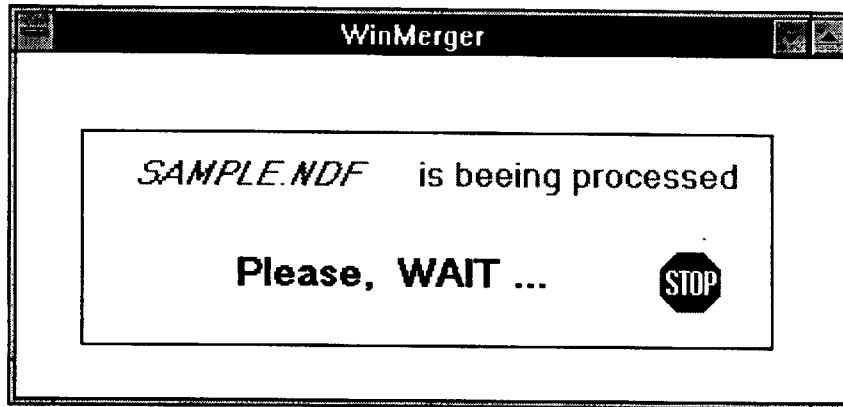 WinMerger
SAMPLE.NDF is beeing processed
Please, WAIT ...
STOP